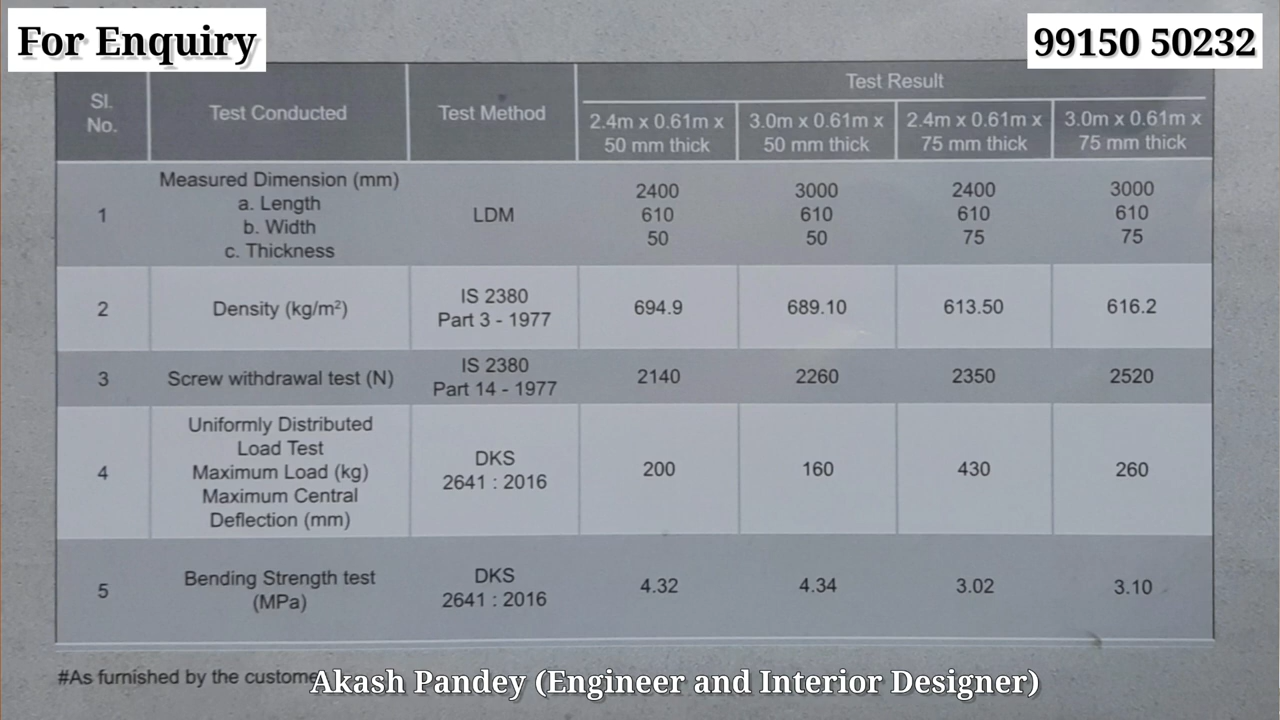 For Enquiry
99150 50232
Sl. No.
Test Conducted
Test Method
Test Result
2.4m x 0.61m x 50 mm thick
3.0m x 0.61m x 50 mm thick
2.4m x 0.61m x 75 mm thick
3.0m x 0.61m x 75 mm thick
1
Measured Dimension (mm)
a. Length
b. Width
c. Thickness
LDM
2400
610
50
3000
610
50
2400
610
75
3000
610
75
2
Density (kg/m²)
IS 2380
Part 3 - 1977
694.9
689.10
613.50
616.2
3
Screw withdrawal test (N)
IS 2380
Part 14 - 1977
2140
2260
2350
2520
4
Uniformly Distributed
Load Test
Maximum Load (kg)
Maximum Central
Deflection (mm)
DKS
2641 : 2016
200
160
430
260
5
Bending Strength test
(MPa)
DKS
2641 : 2016
4.32
4.34
3.02
3.10
#As furnished by the
Akash Pandey (Engineer and Interior Designer)